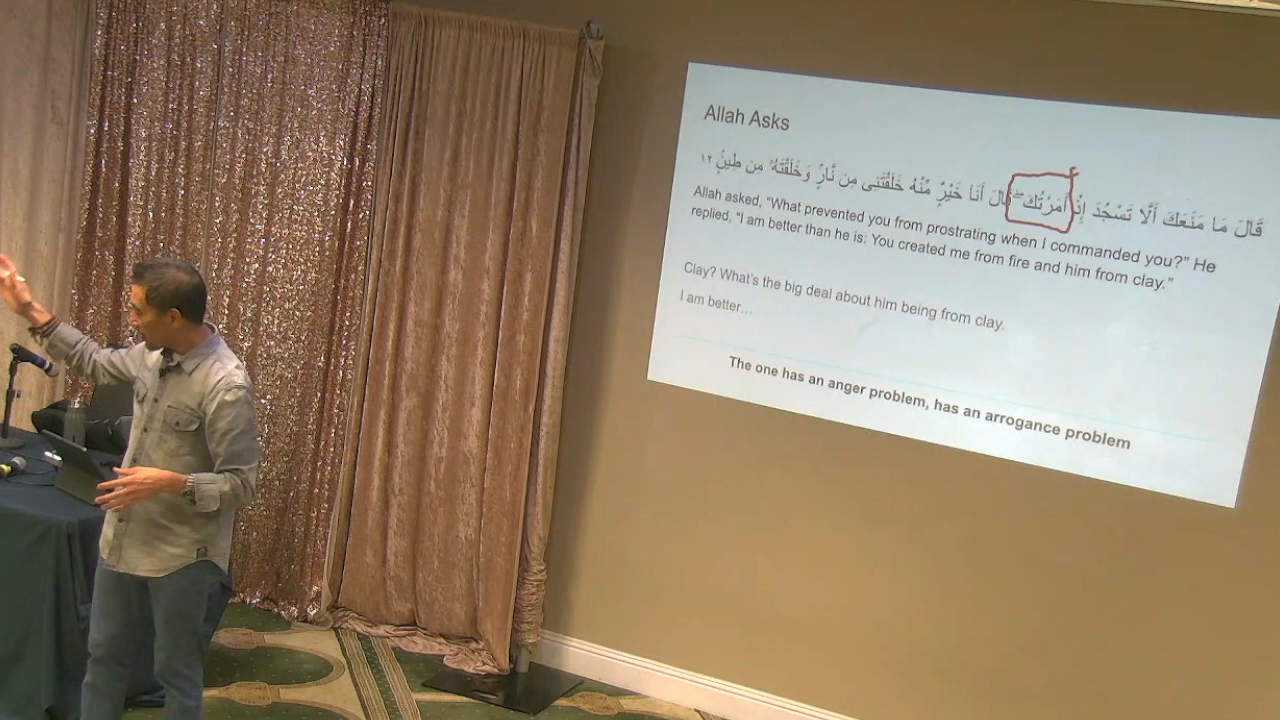 Allah Asks
قَالَ مَا مَنَعَكَ أَلَّا تَسْجُدَ إِذْ أَمَرْتُكَ ۖ قَالَ أَنَا خَيْرٌ مِّنْهُ خَلَقْتَنِى مِن نَّارٍ وَخَلَقْتَهُۥ مِن طِينٍ ١٢
Allah asked, “What prevented you from prostrating when I commanded you?” He
replied, “I am better than he is: You created me from fire and him from clay.”
Clay? What’s the big deal about him being from clay.
I am better…
The one has an anger problem, has an arrogance problem